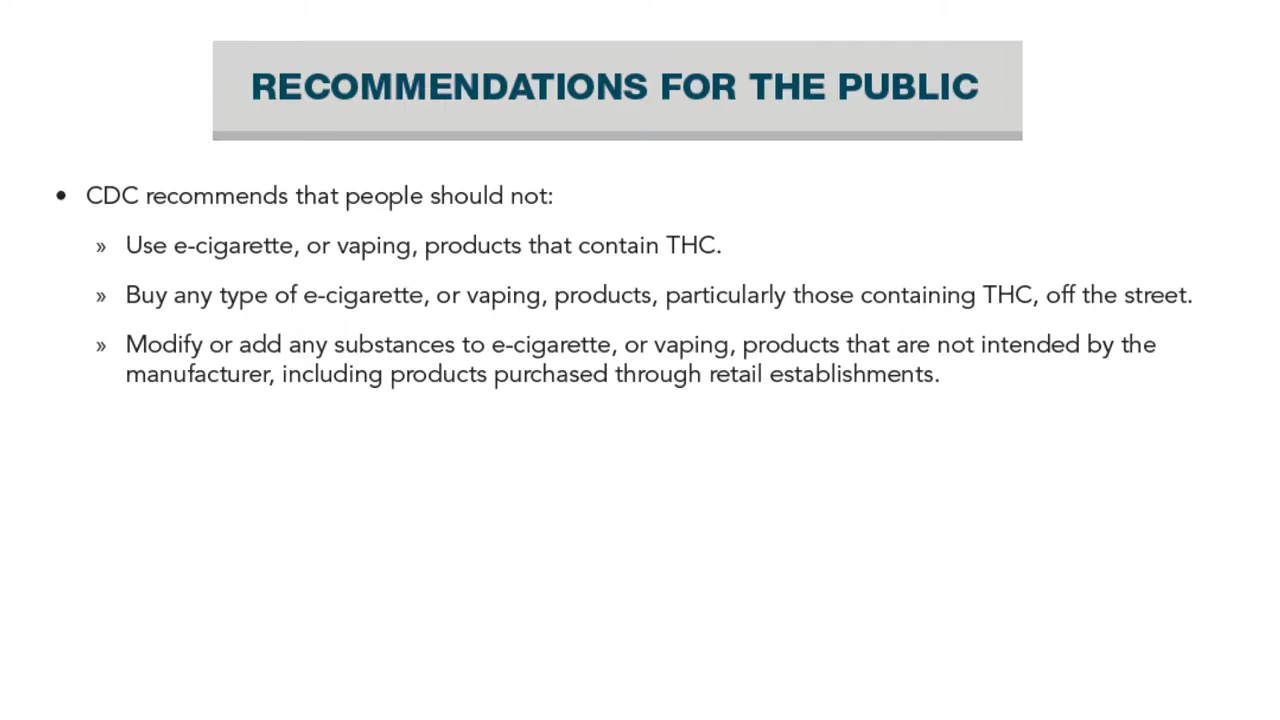 RECOMMENDATIONS FOR THE PUBLIC
• CDC recommends that people should not:
» Use e-cigarette, or vaping, products that contain THC.
» Buy any type of e-cigarette, or vaping, products, particularly those containing THC, off the street.
» Modify or add any substances to e-cigarette, or vaping, products that are not intended by the
manufacturer, including products purchased through retail establishments.